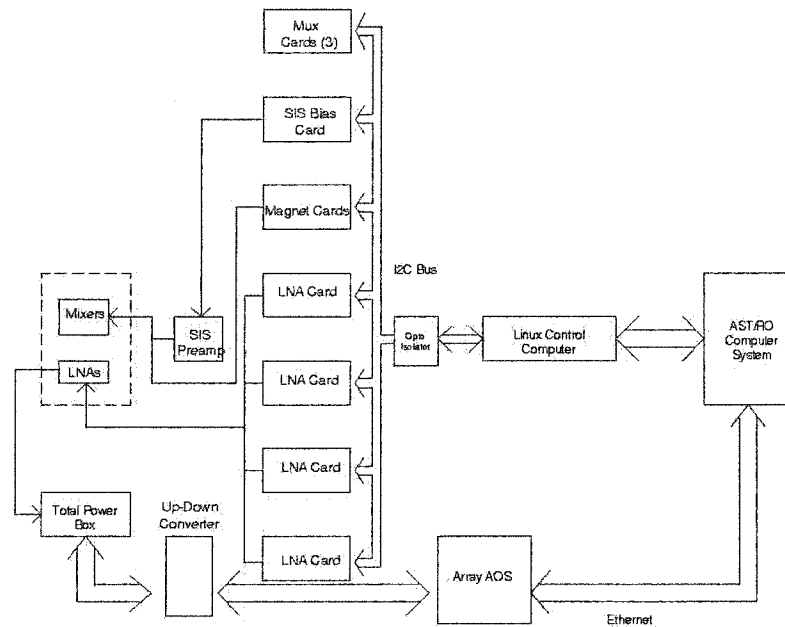 Mux
Cards (3)
SIS Bias
Card
Magnet Cards
I2C Bus
LNA Card
Mixers
SIS
Preamp
Opto
Isolator
Linux Control
Computer
AST/RO
Computer
System
LNAs
LNA Card
LNA Card
Total Power
Box
Up-Down
Converter
LNA Card
Array AOS
Ethernet